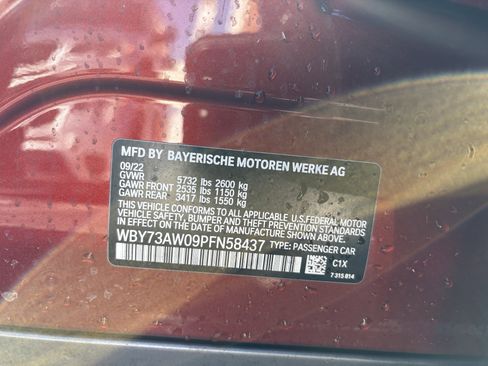 MFD BY BAYERISCHE MOTOREN WERKE AG
09/22
GVWR 5732 lbs 2600 kg
GAWR FRONT 2535 lbs 1150 kg
GAWR REAR 3417 lbs 1550 kg
THIS VEHICLE CONFORMS TO ALL APPLICABLE U.S.FEDERAL MOTOR
VEHICLE SAFETY, BUMPER AND THEFT PREVENTION STANDARDS
IN EFFECT ON THE DATE OF MANUFACTURE SHOWN ABOVE.
WBY73AW09PFN58437 TYPE: PASSENGER CAR
C1X
7 315 814